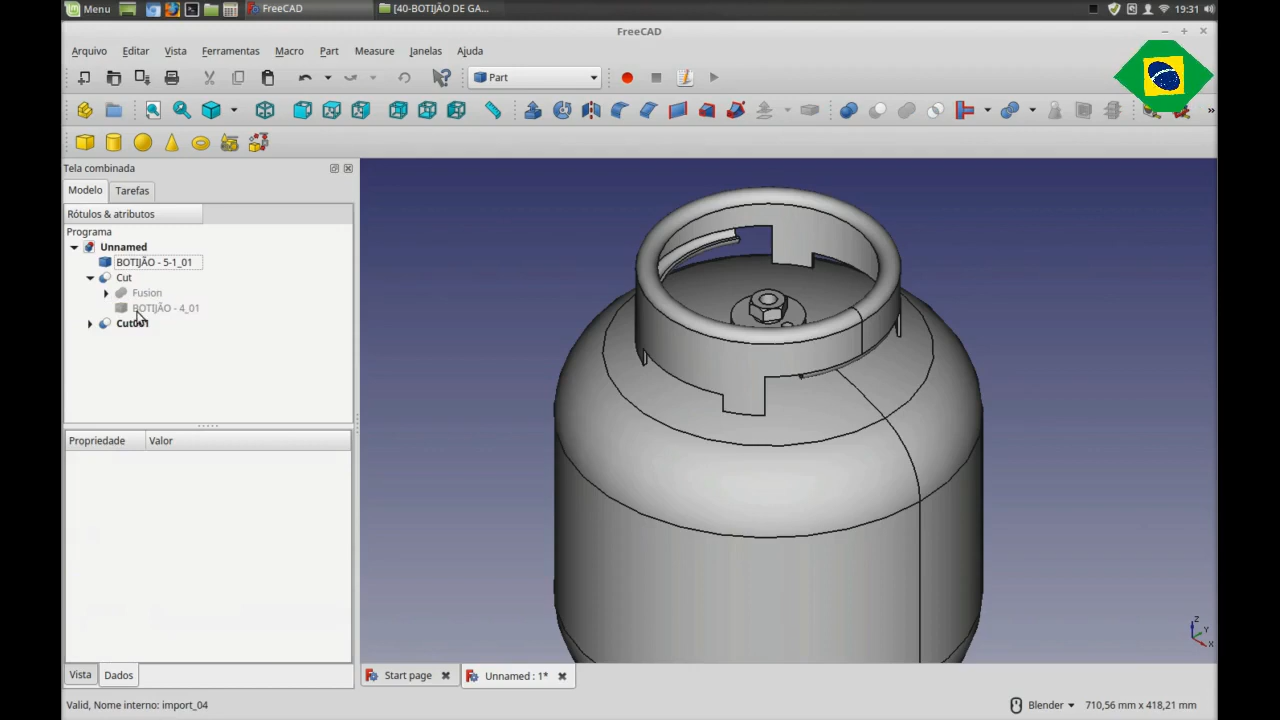 Menu
FreeCAD
[40-BOTIJÃO DE GA...
19:31
FreeCAD
Arquivo Editar Vista Ferramentas Macro Part Measure Janelas Ajuda
Part
»
Tela combinada
Modelo Tarefas
Rótulos & atributos
Programa
Unnamed
BOTIJÃO - 5-1_01
Cut
Fusion
BOTIJÃO - 4_01
Cut001
Propriedade Valor
Z
Y
X
Vista Dados
Start page
Unnamed : 1*
Valid, Nome interno: import_04
Blender
710,56 mm x 418,21 mm